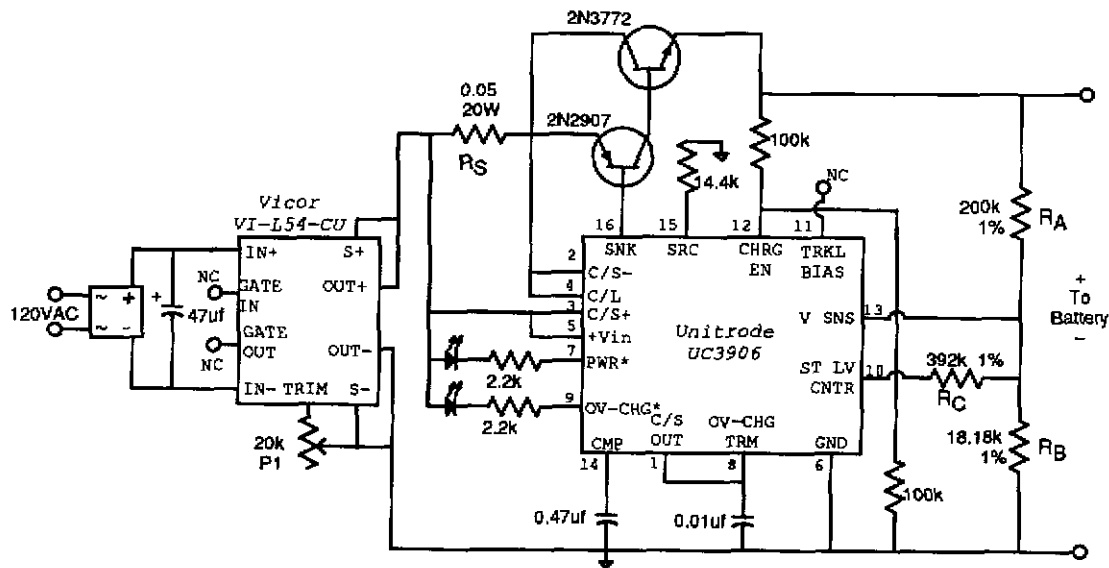 2N3772
0.05
20W
2N2907
R_S
100k
14.4k
NC
Vicor
VI-L54-CU
200k
1%
R_A
16
15
12
11
IN+
S+
NC
GATE
IN
OUT+
2
SNK
SRC
CHRG
EN
TRKL
BIAS
C/S-
4
C/L
3
C/S+
5
+Vin
7
PWR*
V SNS
13
Unitrode
UC3906
+
To
Battery
-
120VAC
~ +
~ -
+
47uf
GATE
OUT
NC
OUT-
2.2k
ST LV
CNTR
10
392k 1%
R_C
IN-
TRIM
S-
9
OV-CHG*
2.2k
C/S
OUT
OV-CHG
TRM
20k
P1
CMP
GND
18.18k
1%
R_B
14
1
8
6
100k
0.47uf
0.01uf